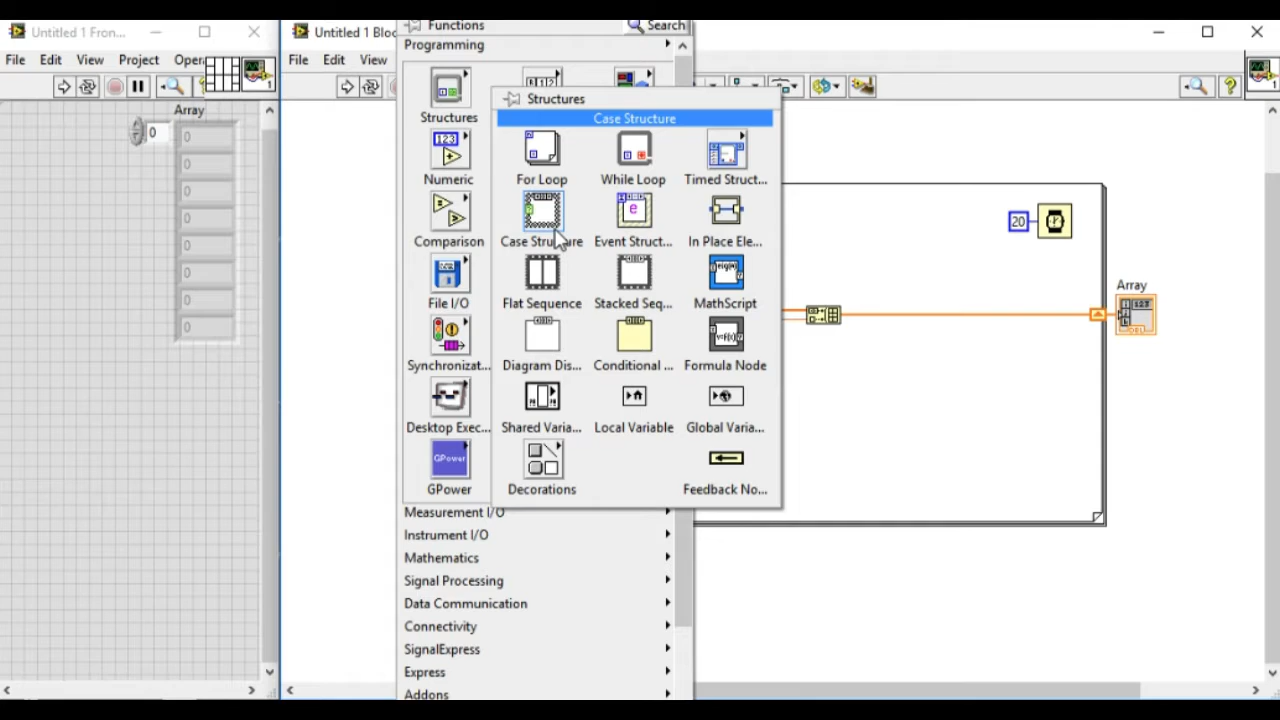 Untitled 1 Fron...
File Edit View Project Oper
Array
0
0
0
0
0
0
0
0
0
Untitled 1 Bloc
File Edit View
Functions
Search
Programming
Structures
Numeric
Comparison
File I/O
Synchronizat...
Desktop Exec...
GPower
GPower
Measurement I/O
Instrument I/O
Mathematics
Signal Processing
Data Communication
Connectivity
SignalExpress
Express
Addons
Structures
Case Structure
For Loop While Loop Timed Struct...
Case Structure Event Struct... In Place Ele...
Flat Sequence Stacked Seq... MathScript
Diagram Dis... Conditional ... Formula Node
Shared Varia... Local Variable Global Varia...
Decorations Feedback No...
20
Array